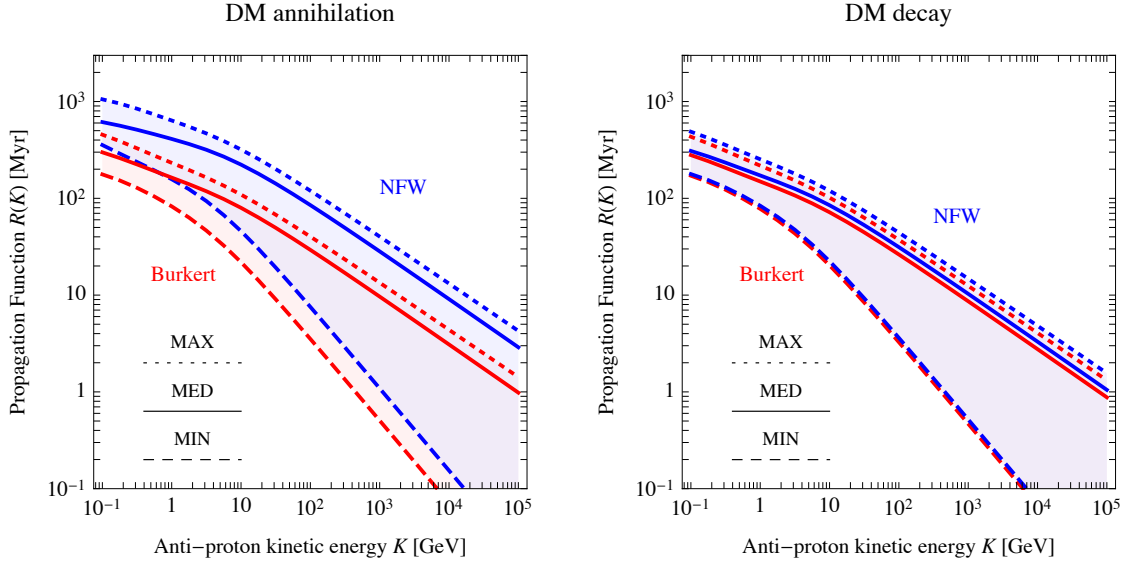 DM annihilation
Propagation Function R(K) [Myr]
10³
10²
10
1
10⁻¹
NFW
Burkert
MAX
MED
MIN
10⁻¹ 1 10 10² 10³ 10⁴ 10⁵
Anti−proton kinetic energy K [GeV]
DM decay
Propagation Function R(K) [Myr]
10³
10²
10
1
10⁻¹
NFW
Burkert
MAX
MED
MIN
10⁻¹ 1 10 10² 10³ 10⁴ 10⁵
Anti−proton kinetic energy K [GeV]